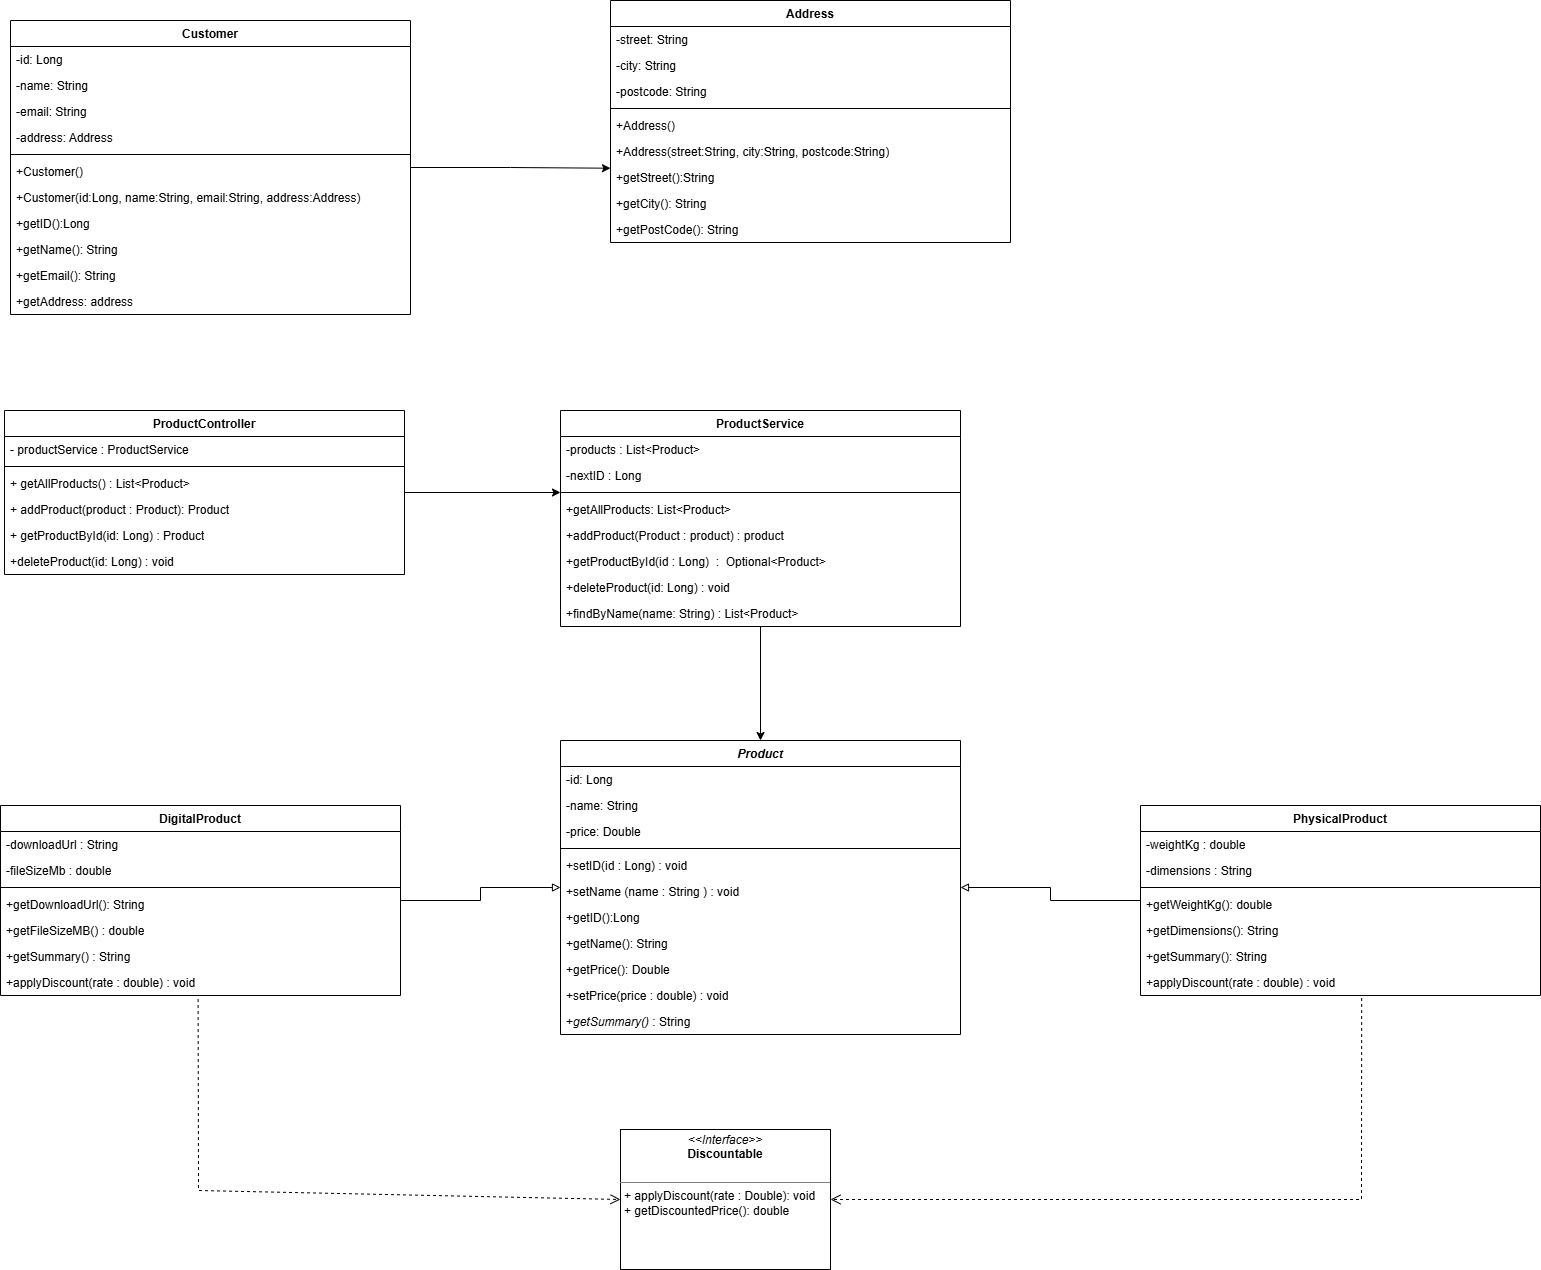 Customer
-id: Long
-name: String
-email: String
-address: Address
+Customer()
+Customer(id:Long, name:String, email:String, address:Address)
+getID():Long
+getName(): String
+getEmail(): String
+getAddress: address
Address
-street: String
-city: String
-postcode: String
+Address()
+Address(street:String, city:String, postcode:String)
+getStreet():String
+getCity(): String
+getPostCode(): String
ProductController
- productService : ProductService
+ getAllProducts() : List<Product>
+ addProduct(product : Product): Product
+ getProductById(id: Long) : Product
+deleteProduct(id: Long) : void
ProductService
-products : List<Product>
-nextID : Long
+getAllProducts: List<Product>
+addProduct(Product : product) : product
+getProductById(id : Long)  :  Optional<Product>
+deleteProduct(id: Long) : void
+findByName(name: String) : List<Product>
Product
-id: Long
-name: String
-price: Double
+setID(id : Long) : void
+setName (name : String ) : void
+getID():Long
+getName(): String
+getPrice(): Double
+setPrice(price : double) : void
+getSummary() : String
DigitalProduct
-downloadUrl : String
-fileSizeMb : double
+getDownloadUrl(): String
+getFileSizeMB() : double
+getSummary() : String
+applyDiscount(rate : double) : void
PhysicalProduct
-weightKg : double
-dimensions : String
+getWeightKg(): double
+getDimensions(): String
+getSummary(): String
+applyDiscount(rate : double) : void
<<Interface>>
Discountable
+ applyDiscount(rate : Double): void
+ getDiscountedPrice(): double